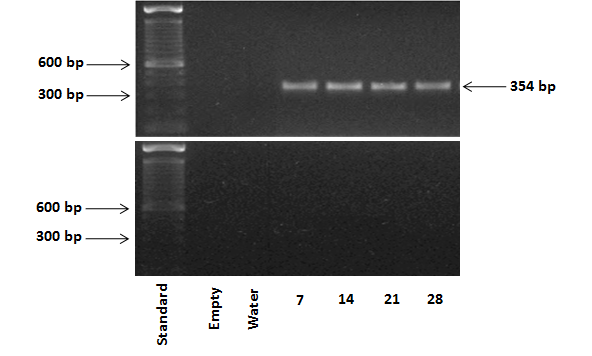 600 bp
300 bp
354 bp
600 bp
300 bp
Standard
Empty
Water
7
14
21
28